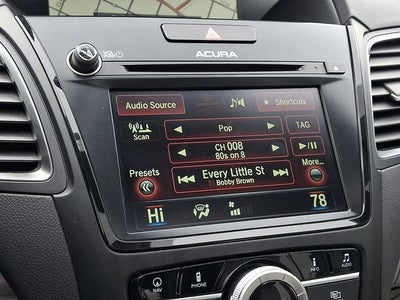 ACURA
Audio Source
★ Shortcuts
Scan
Pop
TAG
CH 008
80s on 8
Presets
More...
Every Little St
Bobby Brown
Hi
78
NAV
PHONE
INFO
AUDIO
i